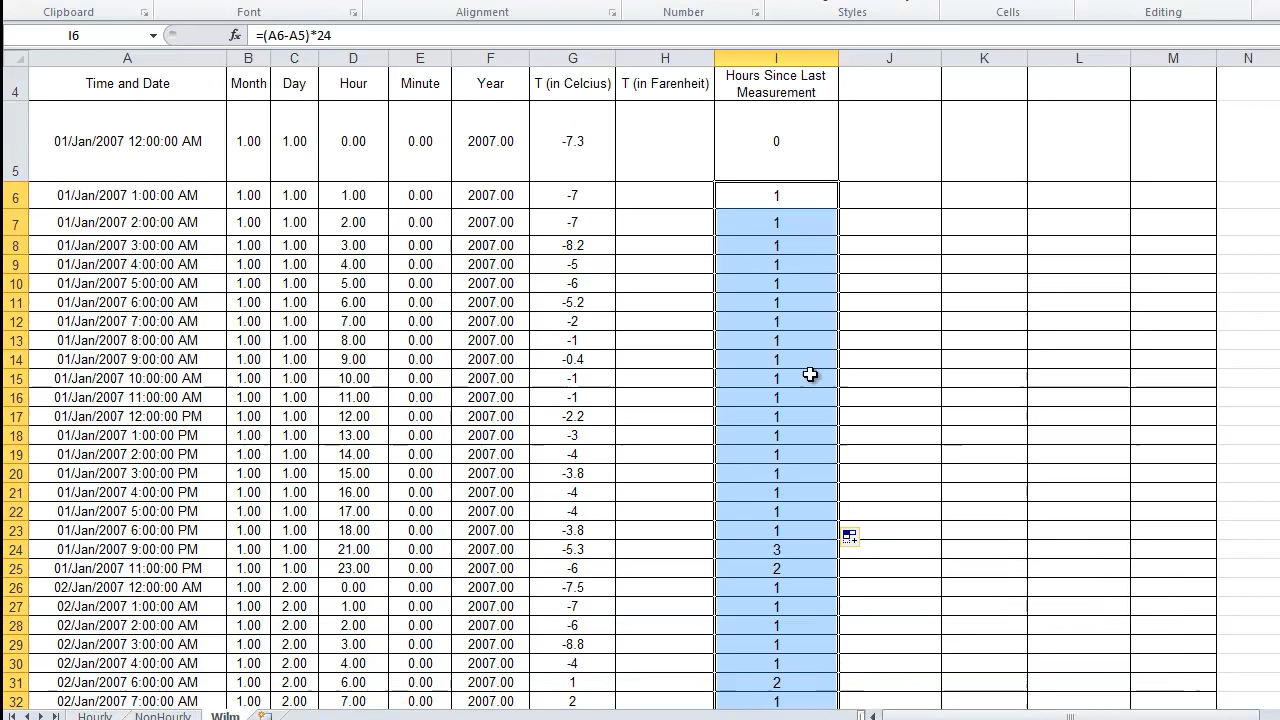 Clipboard Font Alignment Number Styles Cells Editing
I6 fx =(A6-A5)*24
A B C D E F G H I J K L M N
4 Time and Date Month Day Hour Minute Year T (in Celcius) T (in Farenheit) Hours Since Last
Measurement
5 01/Jan/2007 12:00:00 AM 1.00 1.00 0.00 0.00 2007.00 -7.3 0
6 01/Jan/2007 1:00:00 AM 1.00 1.00 1.00 0.00 2007.00 -7 1
7 01/Jan/2007 2:00:00 AM 1.00 1.00 2.00 0.00 2007.00 -7 1
8 01/Jan/2007 3:00:00 AM 1.00 1.00 3.00 0.00 2007.00 -8.2 1
9 01/Jan/2007 4:00:00 AM 1.00 1.00 4.00 0.00 2007.00 -5 1
10 01/Jan/2007 5:00:00 AM 1.00 1.00 5.00 0.00 2007.00 -6 1
11 01/Jan/2007 6:00:00 AM 1.00 1.00 6.00 0.00 2007.00 -5.2 1
12 01/Jan/2007 7:00:00 AM 1.00 1.00 7.00 0.00 2007.00 -2 1
13 01/Jan/2007 8:00:00 AM 1.00 1.00 8.00 0.00 2007.00 -1 1
14 01/Jan/2007 9:00:00 AM 1.00 1.00 9.00 0.00 2007.00 -0.4 1
15 01/Jan/2007 10:00:00 AM 1.00 1.00 10.00 0.00 2007.00 -1 1
16 01/Jan/2007 11:00:00 AM 1.00 1.00 11.00 0.00 2007.00 -1 1
17 01/Jan/2007 12:00:00 PM 1.00 1.00 12.00 0.00 2007.00 -2.2 1
18 01/Jan/2007 1:00:00 PM 1.00 1.00 13.00 0.00 2007.00 -3 1
19 01/Jan/2007 2:00:00 PM 1.00 1.00 14.00 0.00 2007.00 -4 1
20 01/Jan/2007 3:00:00 PM 1.00 1.00 15.00 0.00 2007.00 -3.8 1
21 01/Jan/2007 4:00:00 PM 1.00 1.00 16.00 0.00 2007.00 -4 1
22 01/Jan/2007 5:00:00 PM 1.00 1.00 17.00 0.00 2007.00 -4 1
23 01/Jan/2007 6:00:00 PM 1.00 1.00 18.00 0.00 2007.00 -3.8 1
24 01/Jan/2007 9:00:00 PM 1.00 1.00 21.00 0.00 2007.00 -5.3 3
25 01/Jan/2007 11:00:00 PM 1.00 1.00 23.00 0.00 2007.00 -6 2
26 02/Jan/2007 12:00:00 AM 1.00 2.00 0.00 0.00 2007.00 -7.5 1
27 02/Jan/2007 1:00:00 AM 1.00 2.00 1.00 0.00 2007.00 -7 1
28 02/Jan/2007 2:00:00 AM 1.00 2.00 2.00 0.00 2007.00 -6 1
29 02/Jan/2007 3:00:00 AM 1.00 2.00 3.00 0.00 2007.00 -8.8 1
30 02/Jan/2007 4:00:00 AM 1.00 2.00 4.00 0.00 2007.00 -4 1
31 02/Jan/2007 6:00:00 AM 1.00 2.00 6.00 0.00 2007.00 1 2
32 02/Jan/2007 7:00:00 AM 1.00 2.00 7.00 0.00 2007.00 2 1
Hourly NonHourly Wilm